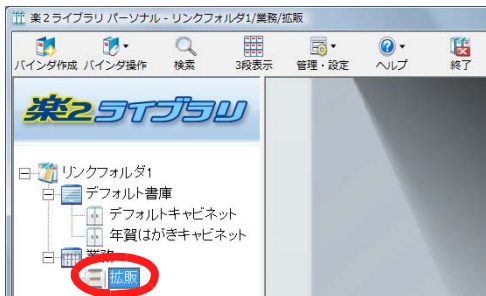 楽2ライブラリ パーソナル - リンクフォルダ1/業務/拡販
バインダ作成 バインダ操作 検索 3段表示 管理・設定 ヘルプ 終了
楽2ライブラリ
リンクフォルダ1
デフォルト書庫
デフォルトキャビネット
年賀はがきキャビネット
業務
拡販